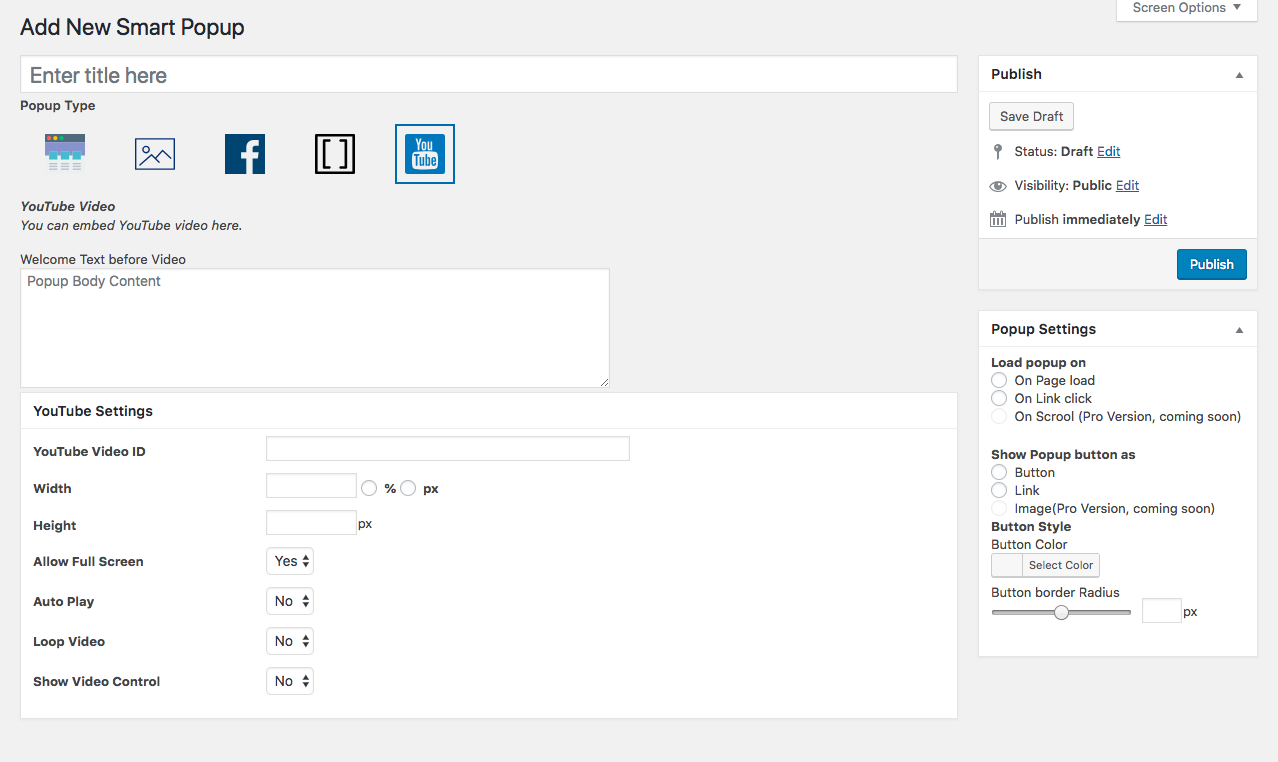 Screen Options
Add New Smart Popup
Enter title here
Popup Type
You
Tube
YouTube Video
You can embed YouTube video here.
Welcome Text before Video
Popup Body Content
YouTube Settings
YouTube Video ID
Width % px
Height px
Allow Full Screen Yes
Auto Play No
Loop Video No
Show Video Control No
Publish
Save Draft
Status: Draft Edit
Visibility: Public Edit
Publish immediately Edit
Publish
Popup Settings
Load popup on
On Page load
On Link click
On Scrool (Pro Version, coming soon)
Show Popup button as
Button
Link
Image(Pro Version, coming soon)
Button Style
Button Color
Select Color
Button border Radius
px